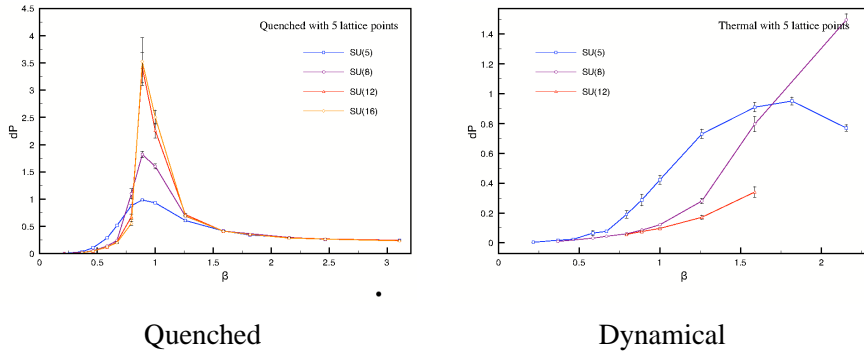 Quenched with 5 lattice points
SU(5)
SU(8)
SU(12)
SU(16)
dP
4.5
4
3.5
3
2.5
2
1.5
1
0.5
0
0
0.5
1
1.5
2
2.5
3
β
Quenched
Thermal with 5 lattice points
SU(5)
SU(8)
SU(12)
dP
1.4
1.2
1
0.8
0.6
0.4
0.2
0
0
0.5
1
1.5
2
β
Dynamical